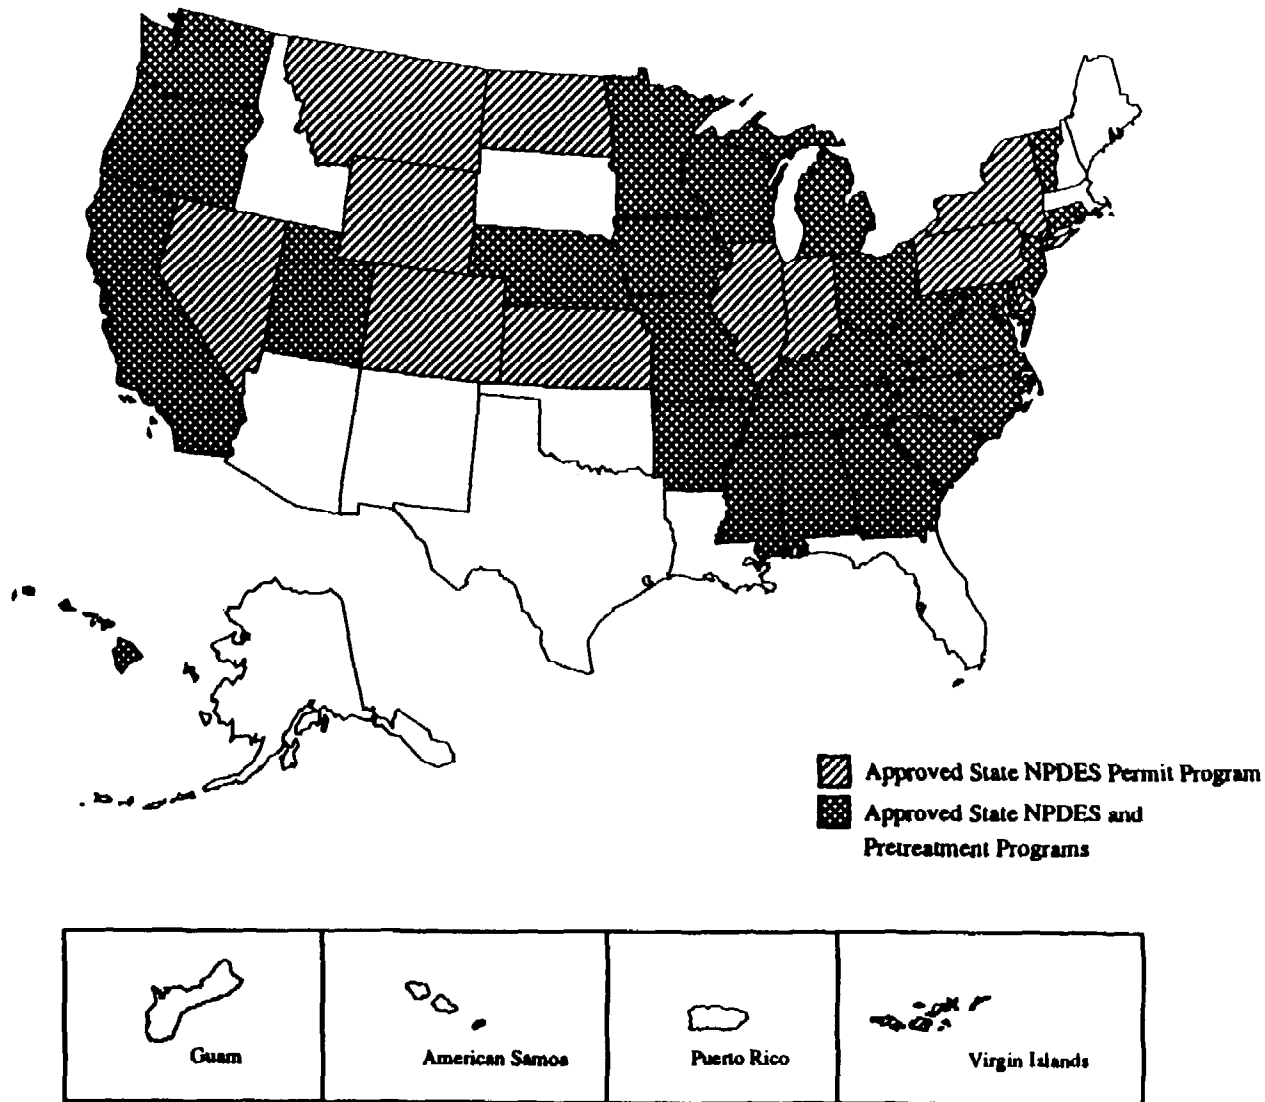 Approved State NPDES Permit Program
Approved State NPDES and
Pretreatment Programs
Guam
American Samoa
Puerto Rico
Virgin Islands